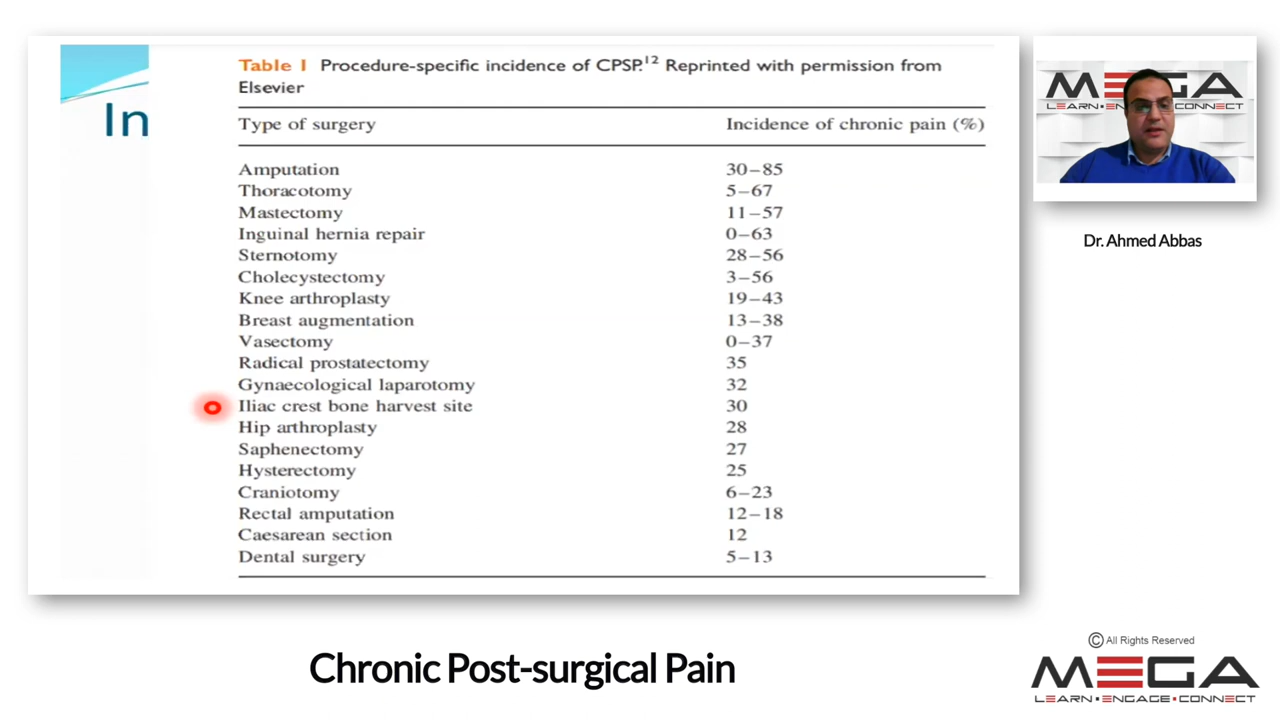 In
Table 1 Procedure-specific incidence of CPSP.12 Reprinted with permission from
Elsevier
Type of surgery Incidence of chronic pain (%)
Amputation 30–85
Thoracotomy 5–67
Mastectomy 11–57
Inguinal hernia repair 0–63
Sternotomy 28–56
Cholecystectomy 3–56
Knee arthroplasty 19–43
Breast augmentation 13–38
Vasectomy 0–37
Radical prostatectomy 35
Gynaecological laparotomy 32
Iliac crest bone harvest site 30
Hip arthroplasty 28
Saphenectomy 27
Hysterectomy 25
Craniotomy 6–23
Rectal amputation 12–18
Caesarean section 12
Dental surgery 5–13
MEGA
LEARN•EN CONNECT
Dr. Ahmed Abbas
Chronic Post-surgical Pain
© All Rights Reserved
MEGA
LEARN•ENGAGE•CONNECT